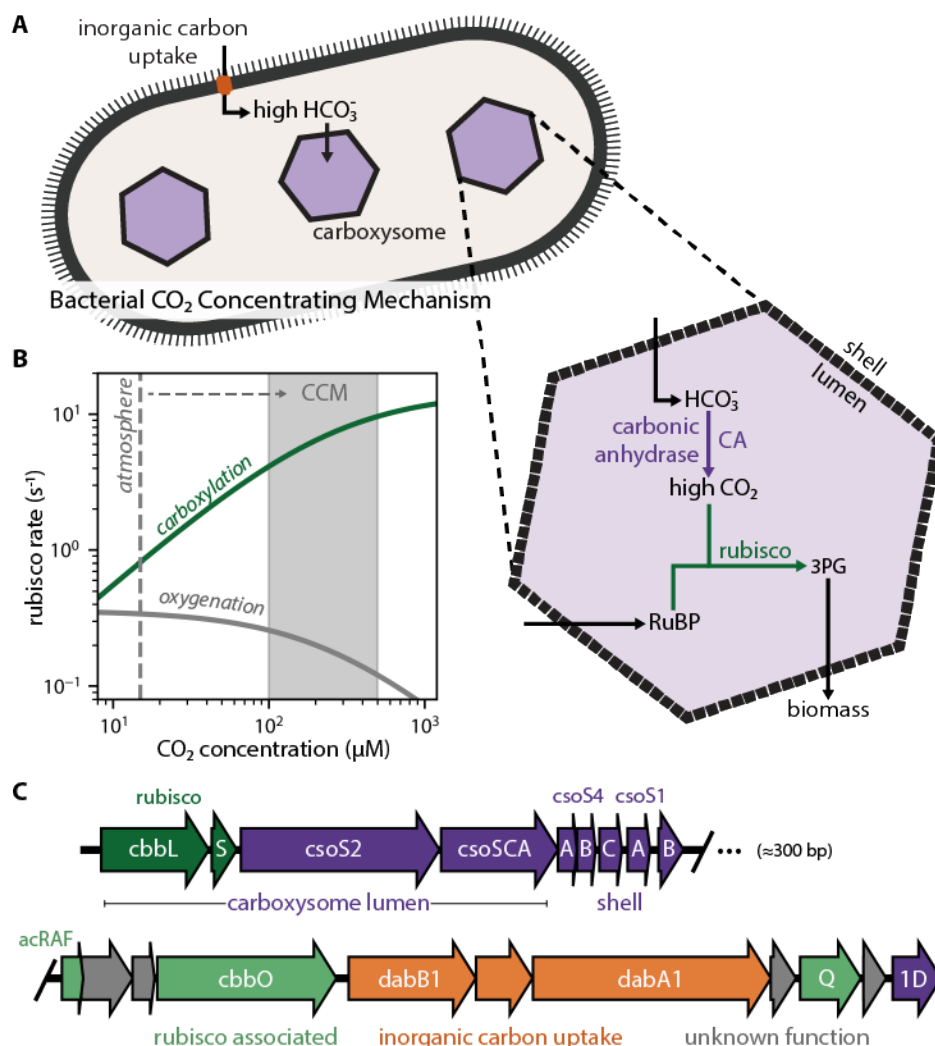 A
inorganic carbon
uptake
high HCO₃⁻
carboxysome
Bacterial CO₂ Concentrating Mechanism
shell
lumen
HCO₃⁻
carbonic
anhydrase
CA
high CO₂
rubisco
3PG
RuBP
biomass
B
rubisco rate (s⁻¹)
10¹
10⁰
10⁻¹
atmosphere
CCM
carboxylation
oxygenation
10¹
10²
10³
CO₂ concentration (μM)
C
rubisco
csoS4
csoS1
cbbL
S
csoS2
csoSCA
A
B
C
A
B
... (≈300 bp)
carboxysome lumen
shell
acRAF
cbbO
dabB1
dabA1
Q
1D
rubisco associated
inorganic carbon uptake
unknown function